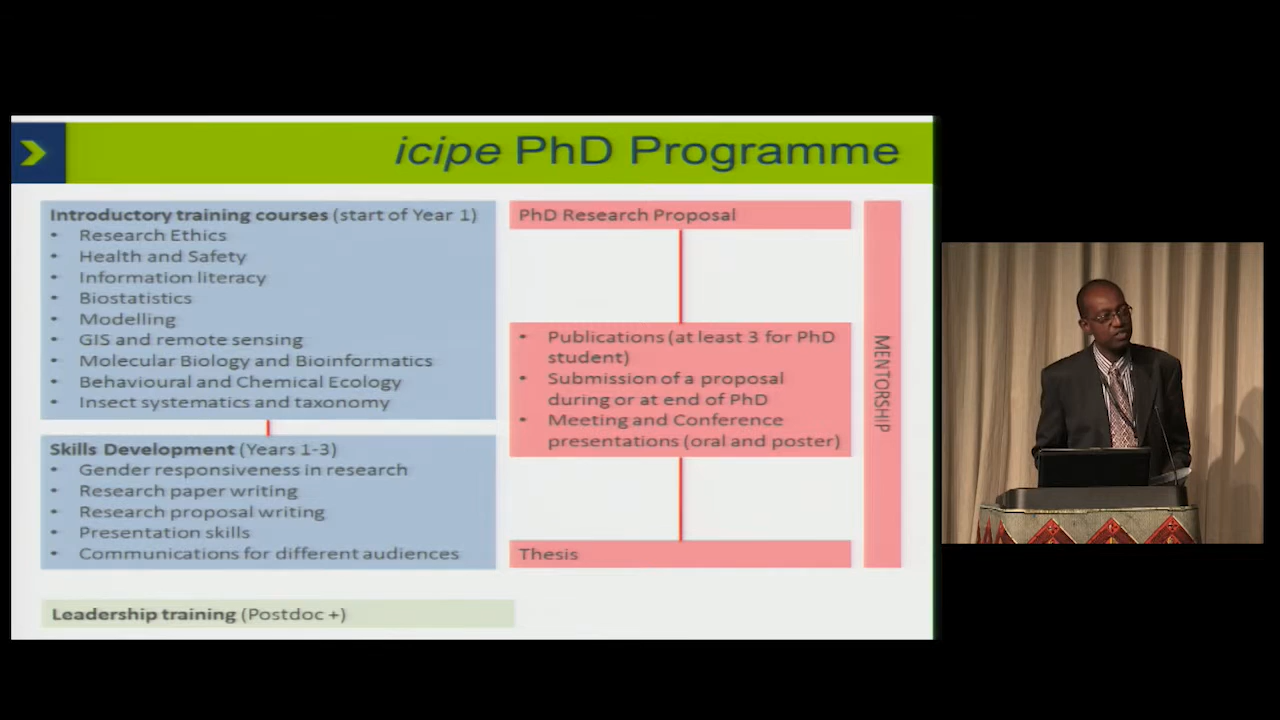 icipe PhD Programme
Introductory training courses (start of Year 1)
• Research Ethics
• Health and Safety
• Information literacy
• Biostatistics
• Modelling
• GIS and remote sensing
• Molecular Biology and Bioinformatics
• Behavioural and Chemical Ecology
• Insect systematics and taxonomy
Skills Development (Years 1-3)
• Gender responsiveness in research
• Research paper writing
• Research proposal writing
• Presentation skills
• Communications for different audiences
Leadership training (Postdoc +)
PhD Research Proposal
• Publications (at least 3 for PhD
student)
• Submission of a proposal
during or at end of PhD
• Meeting and Conference
presentations (oral and poster)
Thesis
MENTORSHIP